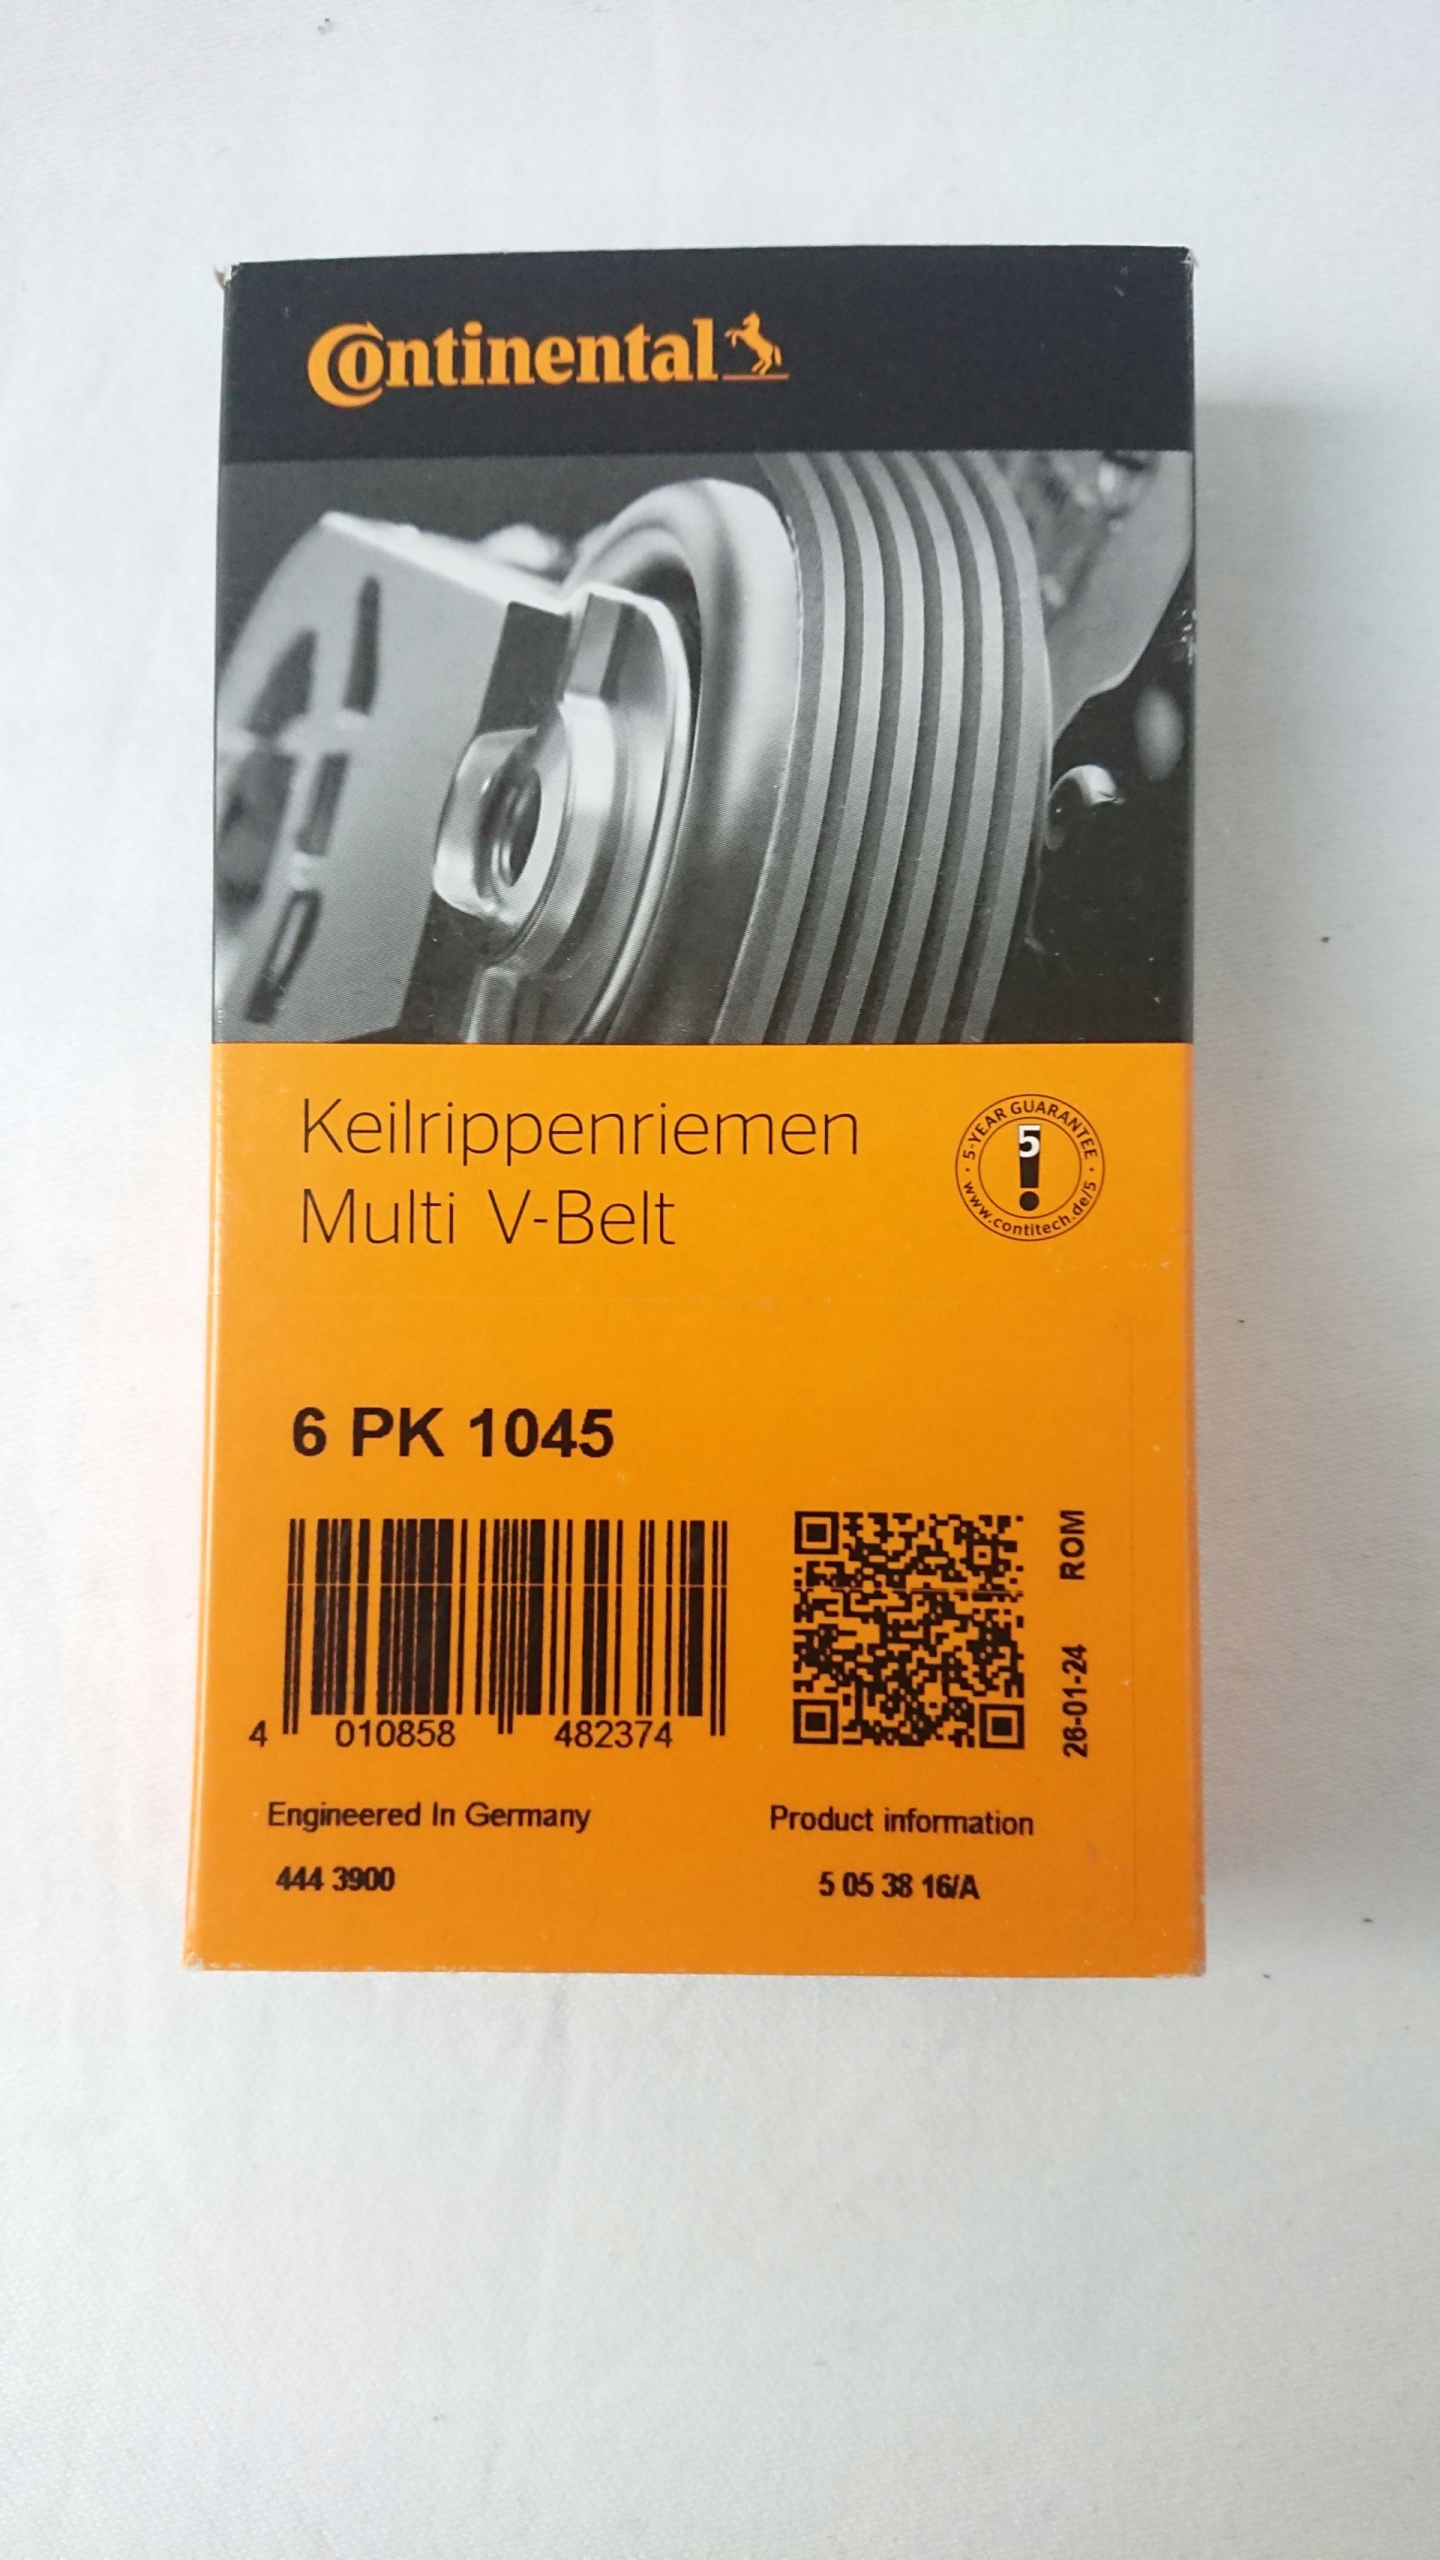 Continental
Keilrippenriemen
Multi V-Belt
5-YEAR GUARANTEE
5
www.contitech.de/5
6 PK 1045
4 010858 482374
ROM
26-01-24
Engineered In Germany
Product information
444 3900
5 05 38 16/A